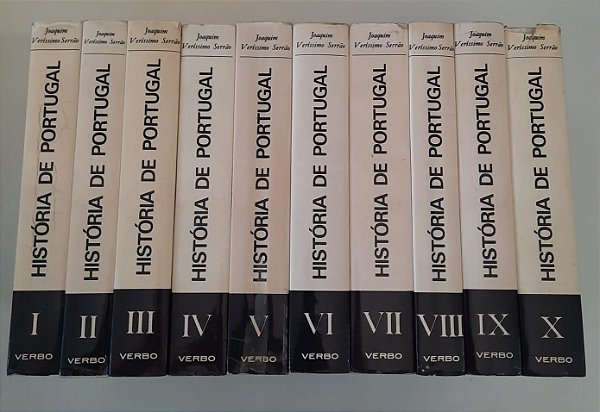 Joaquim
Veríssimo Serrão
HISTÓRIA DE PORTUGAL
I
VERBO
Joaquim
Veríssimo Serrão
HISTÓRIA DE PORTUGAL
II
VERBO
Joaquim
Veríssimo Serrão
HISTÓRIA DE PORTUGAL
III
VERBO
Joaquim
Veríssimo Serrão
HISTÓRIA DE PORTUGAL
IV
VERBO
Joaquim
Veríssimo Serrão
HISTÓRIA DE PORTUGAL
V
VERBO
Joaquim
Veríssimo Serrão
HISTÓRIA DE PORTUGAL
VI
VERBO
Joaquim
Veríssimo Serrão
HISTÓRIA DE PORTUGAL
VII
VERBO
Joaquim
Veríssimo Serrão
HISTÓRIA DE PORTUGAL
VIII
VERBO
Joaquim
Veríssimo Serrão
HISTÓRIA DE PORTUGAL
IX
VERBO
Joaquim
Veríssimo Serrão
HISTÓRIA DE PORTUGAL
X
VERBO